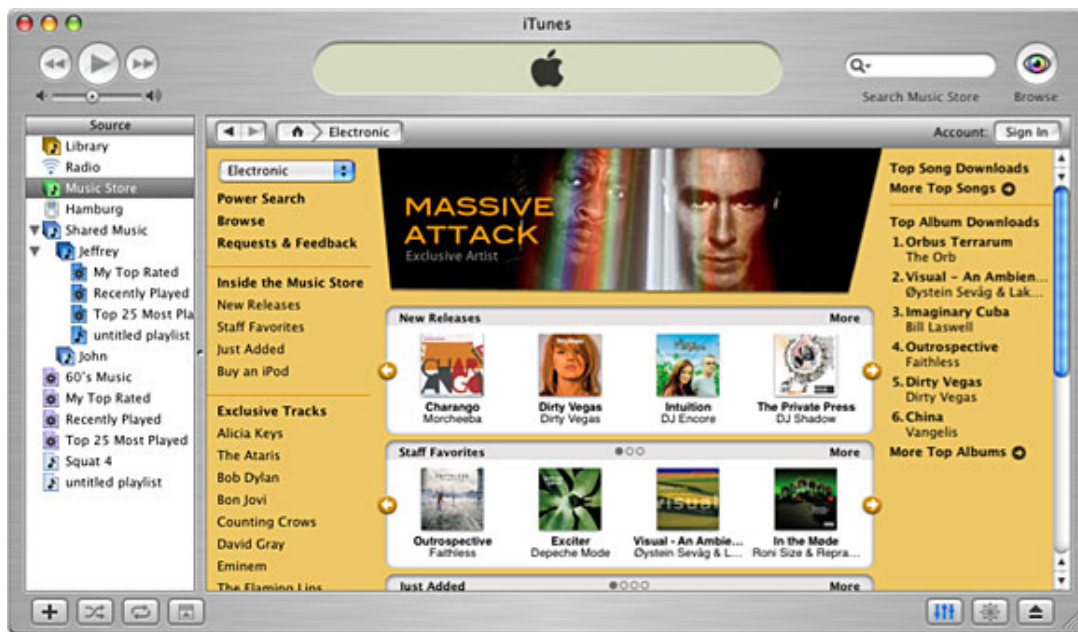 iTunes
Search Music Store
Browse
Source
Library
Radio
Music Store
Hamburg
Shared Music
Jeffrey
My Top Rated
Recently Played
Top 25 Most Pla
untitled playlist
John
60's Music
My Top Rated
Recently Played
Top 25 Most Played
Squat 4
untitled playlist
Electronic
Account:
Sign In
Electronic
Power Search
Browse
Requests & Feedback
Inside the Music Store
New Releases
Staff Favorites
Just Added
Buy an iPod
Exclusive Tracks
Alicia Keys
The Ataris
Bob Dylan
Bon Jovi
Counting Crows
David Gray
Eminem
The Flaming Lips
MASSIVE
ATTACK
Exclusive Artist
New Releases
More
Charango
Morcheeba
Dirty Vegas
Dirty Vegas
Intuition
DJ Encore
The Private Press
DJ Shadow
Staff Favorites
More
Outrospective
Faithless
Exciter
Depeche Mode
Visual - An Ambie...
Øystein Sevåg & L...
In the Møde
Roni Size & Repra...
Just Added
More
Top Song Downloads
More Top Songs
Top Album Downloads
1. Orbus Terrarum
The Orb
2. Visual - An Ambien...
Øystein Sevåg & Lak...
3. Imaginary Cuba
Bill Laswell
4. Outrospective
Faithless
5. Dirty Vegas
Dirty Vegas
6. China
Vangelis
More Top Albums